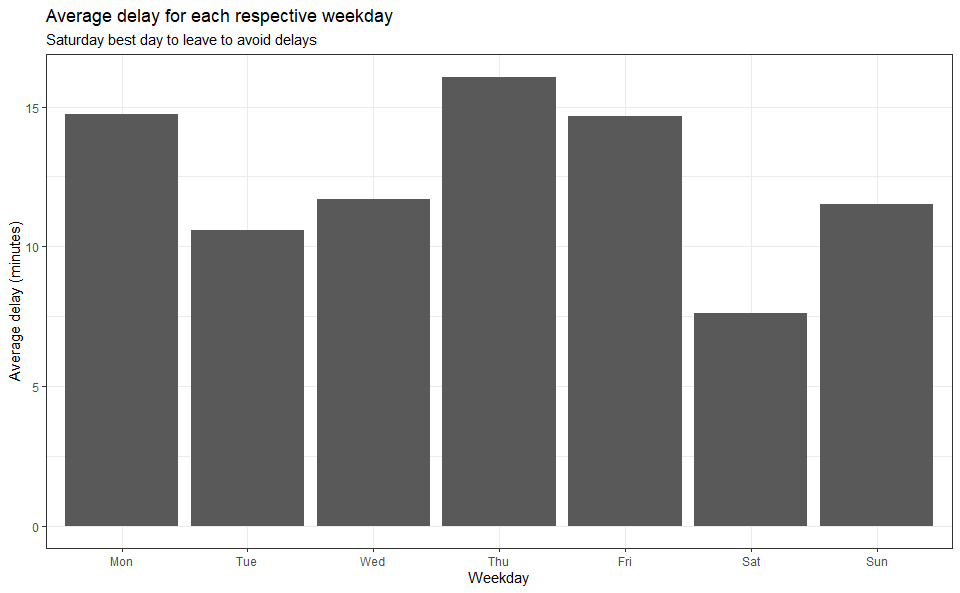 Average delay for each respective weekday
Saturday best day to leave to avoid delays
Average delay (minutes)
15
10
5
0
Mon Tue Wed Thu Fri Sat Sun
Weekday